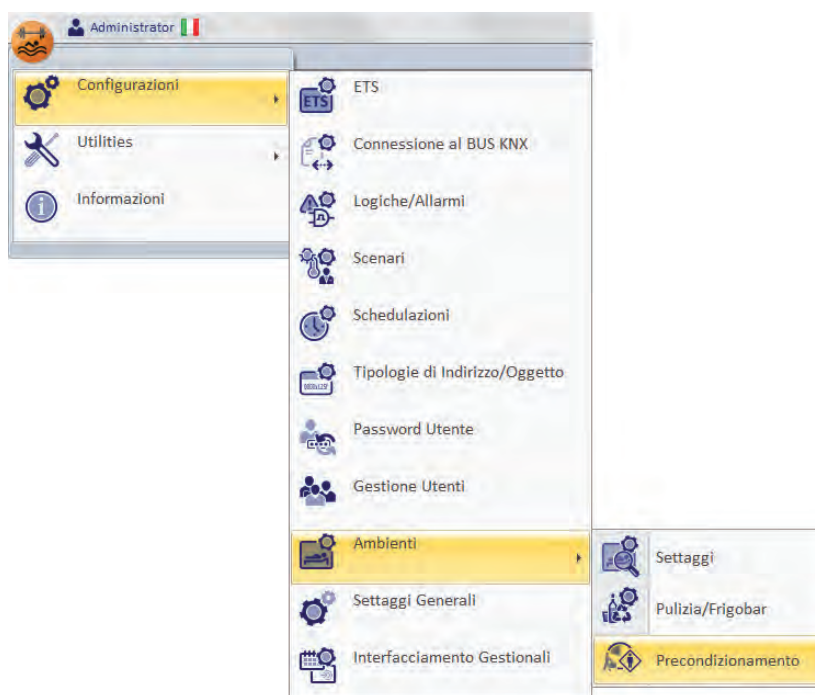 Administrator
Configurazioni
Utilities
Informazioni
ETS
ETS
Connessione al BUS KNX
Logiche/Allarmi
Scenari
Schedulazioni
Tipologie di Indirizzo/Oggetto
Password Utente
Gestione Utenti
Ambienti
Settaggi Generali
Interfacciamento Gestionali
Settaggi
Pulizia/Frigobar
Precondizionamento